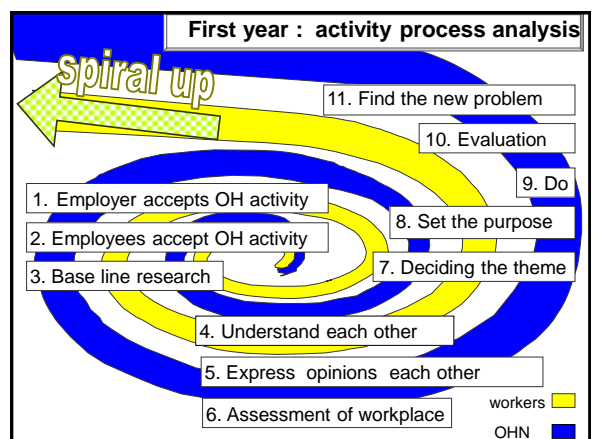 First year : activity process analysis
spiral up
11. Find the new problem
10. Evaluation
9. Do
1. Employer accepts OH activity
8. Set the purpose
2. Employees accept OH activity
7. Deciding the theme
3. Base line research
4. Understand each other
5. Express opinions each other
6. Assessment of workplace
workers
OHN